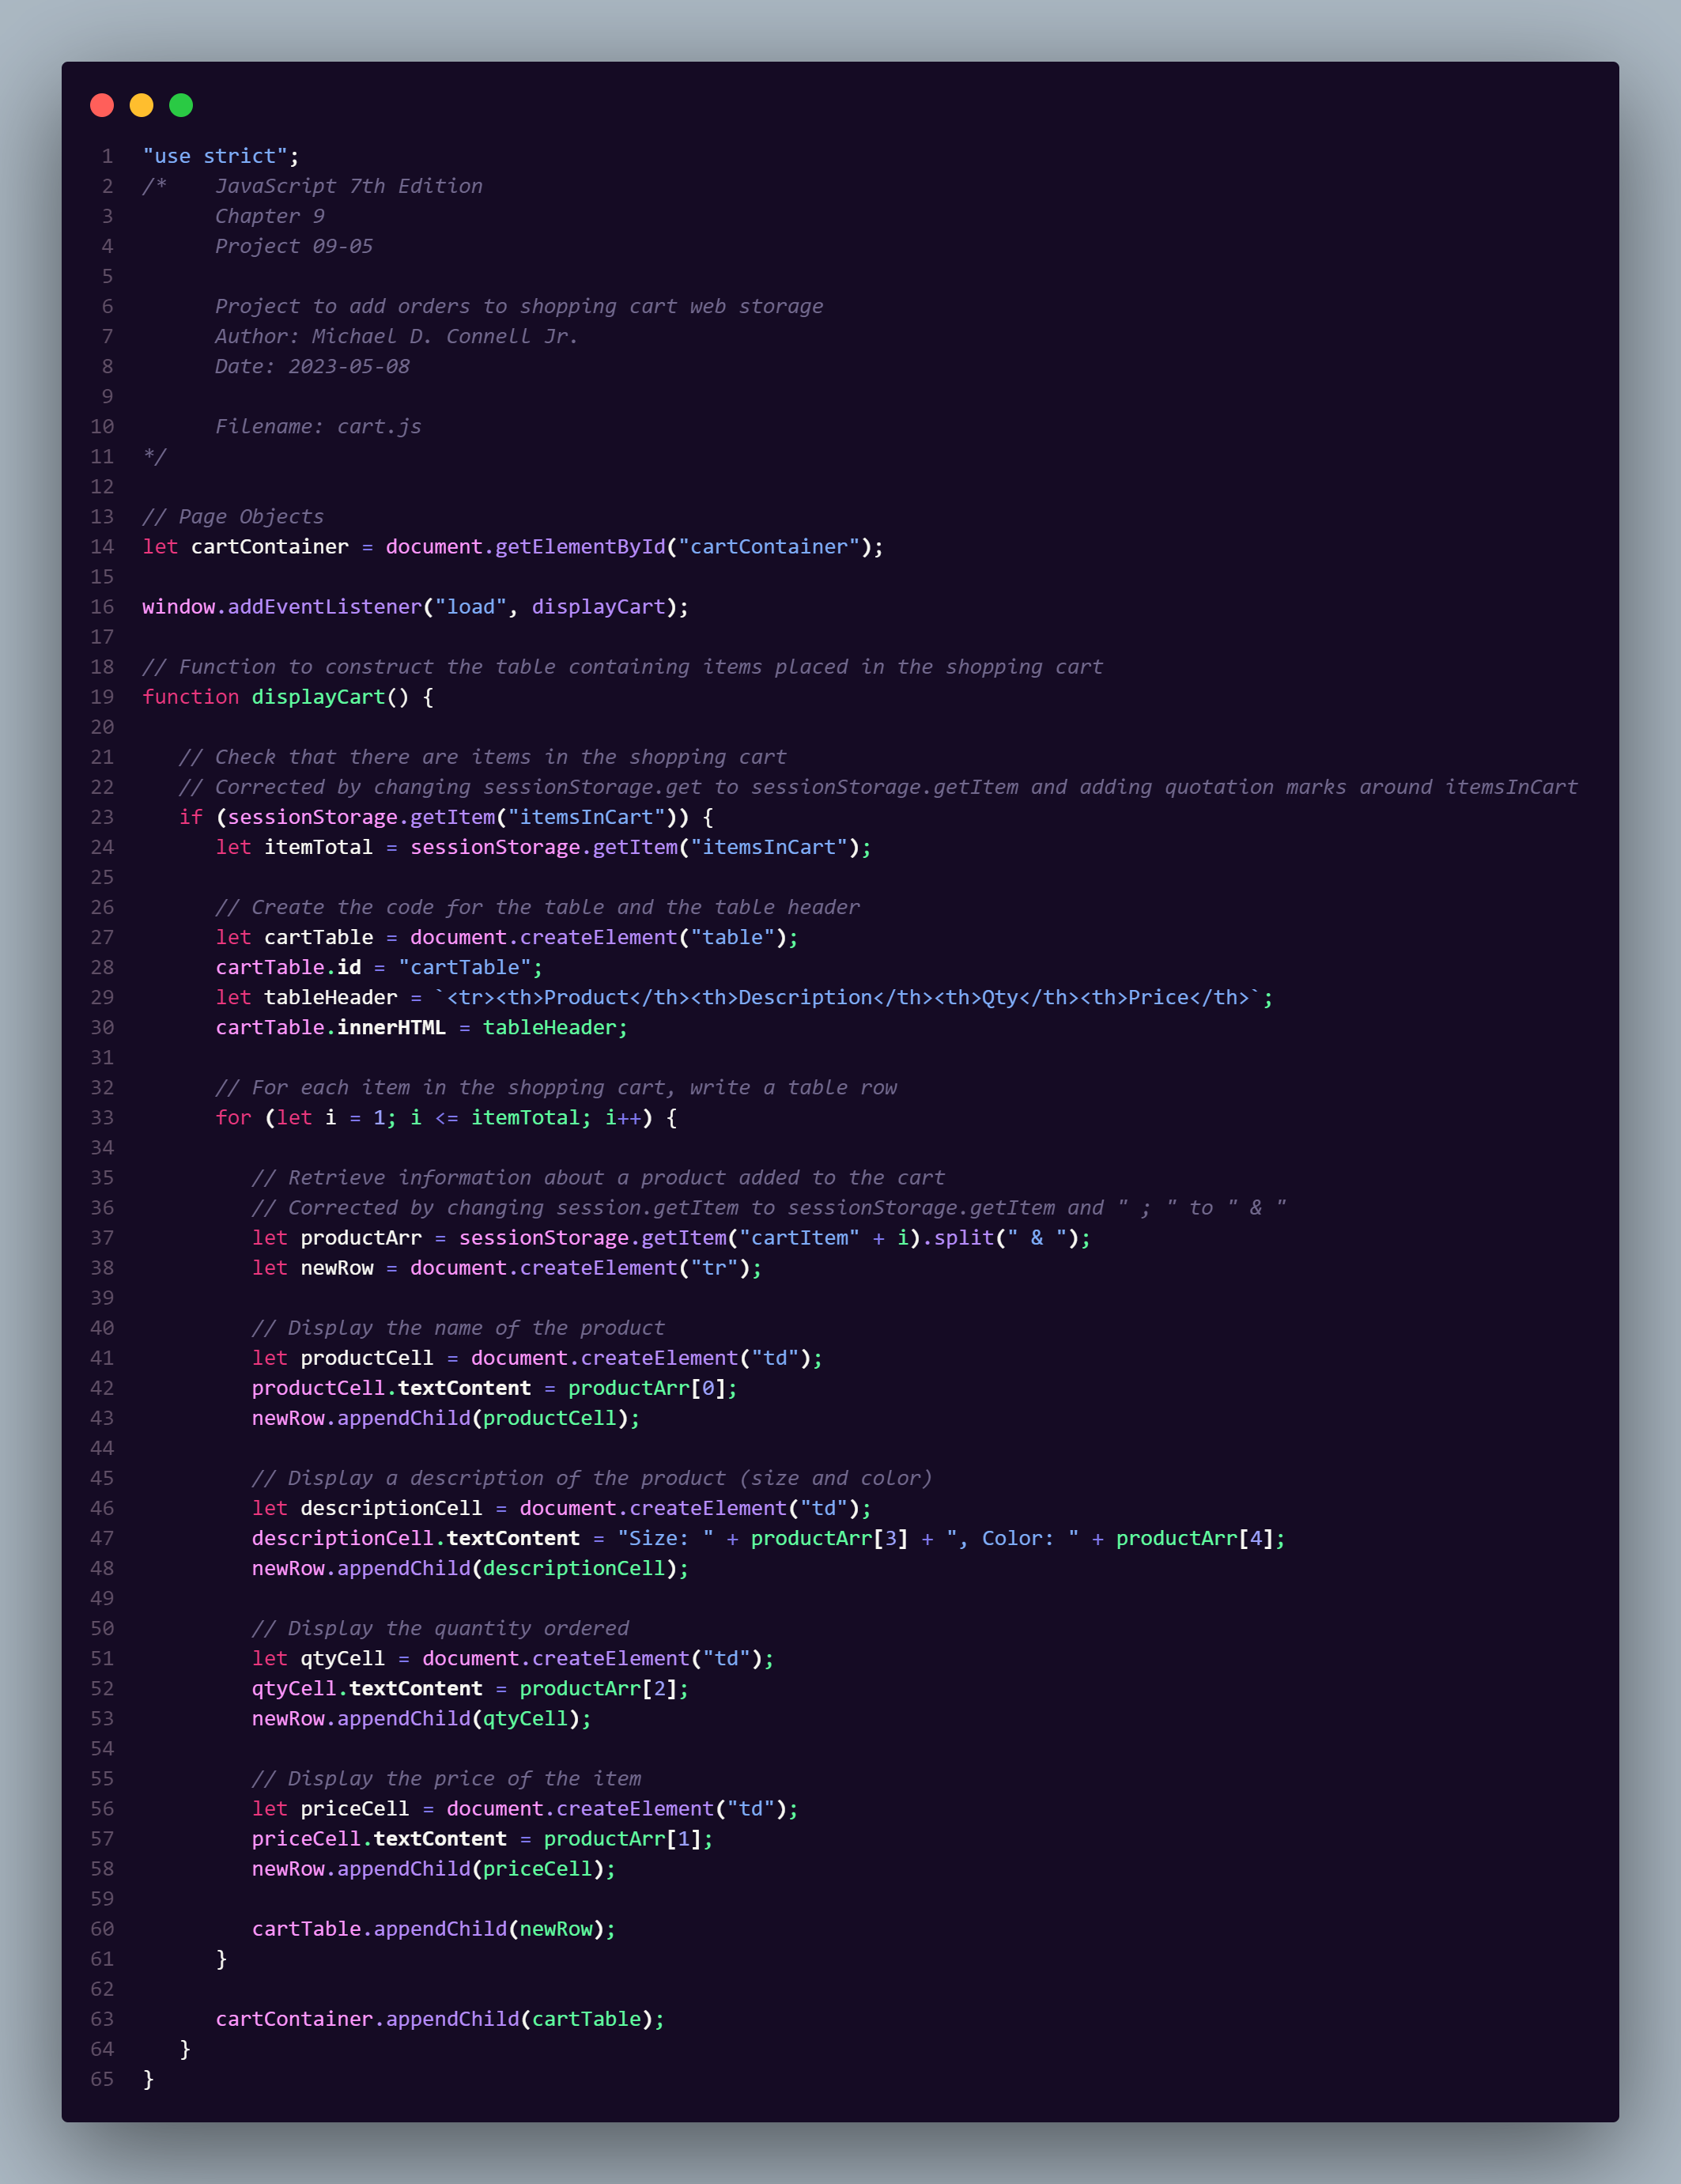 1 "use strict";
2 /*    JavaScript 7th Edition
3       Chapter 9
4       Project 09-05
5
6       Project to add orders to shopping cart web storage
7       Author: Michael D. Connell Jr.
8       Date: 2023-05-08
9
10       Filename: cart.js
11 */
12
13 // Page Objects
14 let cartContainer = document.getElementById("cartContainer");
15
16 window.addEventListener("load", displayCart);
17
18 // Function to construct the table containing items placed in the shopping cart
19 function displayCart() {
20
21    // Check that there are items in the shopping cart
22    // Corrected by changing sessionStorage.get to sessionStorage.getItem and adding quotation marks around itemsInCart
23    if (sessionStorage.getItem("itemsInCart")) {
24       let itemTotal = sessionStorage.getItem("itemsInCart");
25
26       // Create the code for the table and the table header
27       let cartTable = document.createElement("table");
28       cartTable.id = "cartTable";
29       let tableHeader = `<tr><th>Product</th><th>Description</th><th>Qty</th><th>Price</th>`;
30       cartTable.innerHTML = tableHeader;
31
32       // For each item in the shopping cart, write a table row
33       for (let i = 1; i <= itemTotal; i++) {
34
35          // Retrieve information about a product added to the cart
36          // Corrected by changing session.getItem to sessionStorage.getItem and " ; " to " & "
37          let productArr = sessionStorage.getItem("cartItem" + i).split(" & ");
38          let newRow = document.createElement("tr");
39
40          // Display the name of the product
41          let productCell = document.createElement("td");
42          productCell.textContent = productArr[0];
43          newRow.appendChild(productCell);
44
45          // Display a description of the product (size and color)
46          let descriptionCell = document.createElement("td");
47          descriptionCell.textContent = "Size: " + productArr[3] + ", Color: " + productArr[4];
48          newRow.appendChild(descriptionCell);
49
50          // Display the quantity ordered
51          let qtyCell = document.createElement("td");
52          qtyCell.textContent = productArr[2];
53          newRow.appendChild(qtyCell);
54
55          // Display the price of the item
56          let priceCell = document.createElement("td");
57          priceCell.textContent = productArr[1];
58          newRow.appendChild(priceCell);
59
60          cartTable.appendChild(newRow);
61       }
62
63       cartContainer.appendChild(cartTable);
64    }
65 }